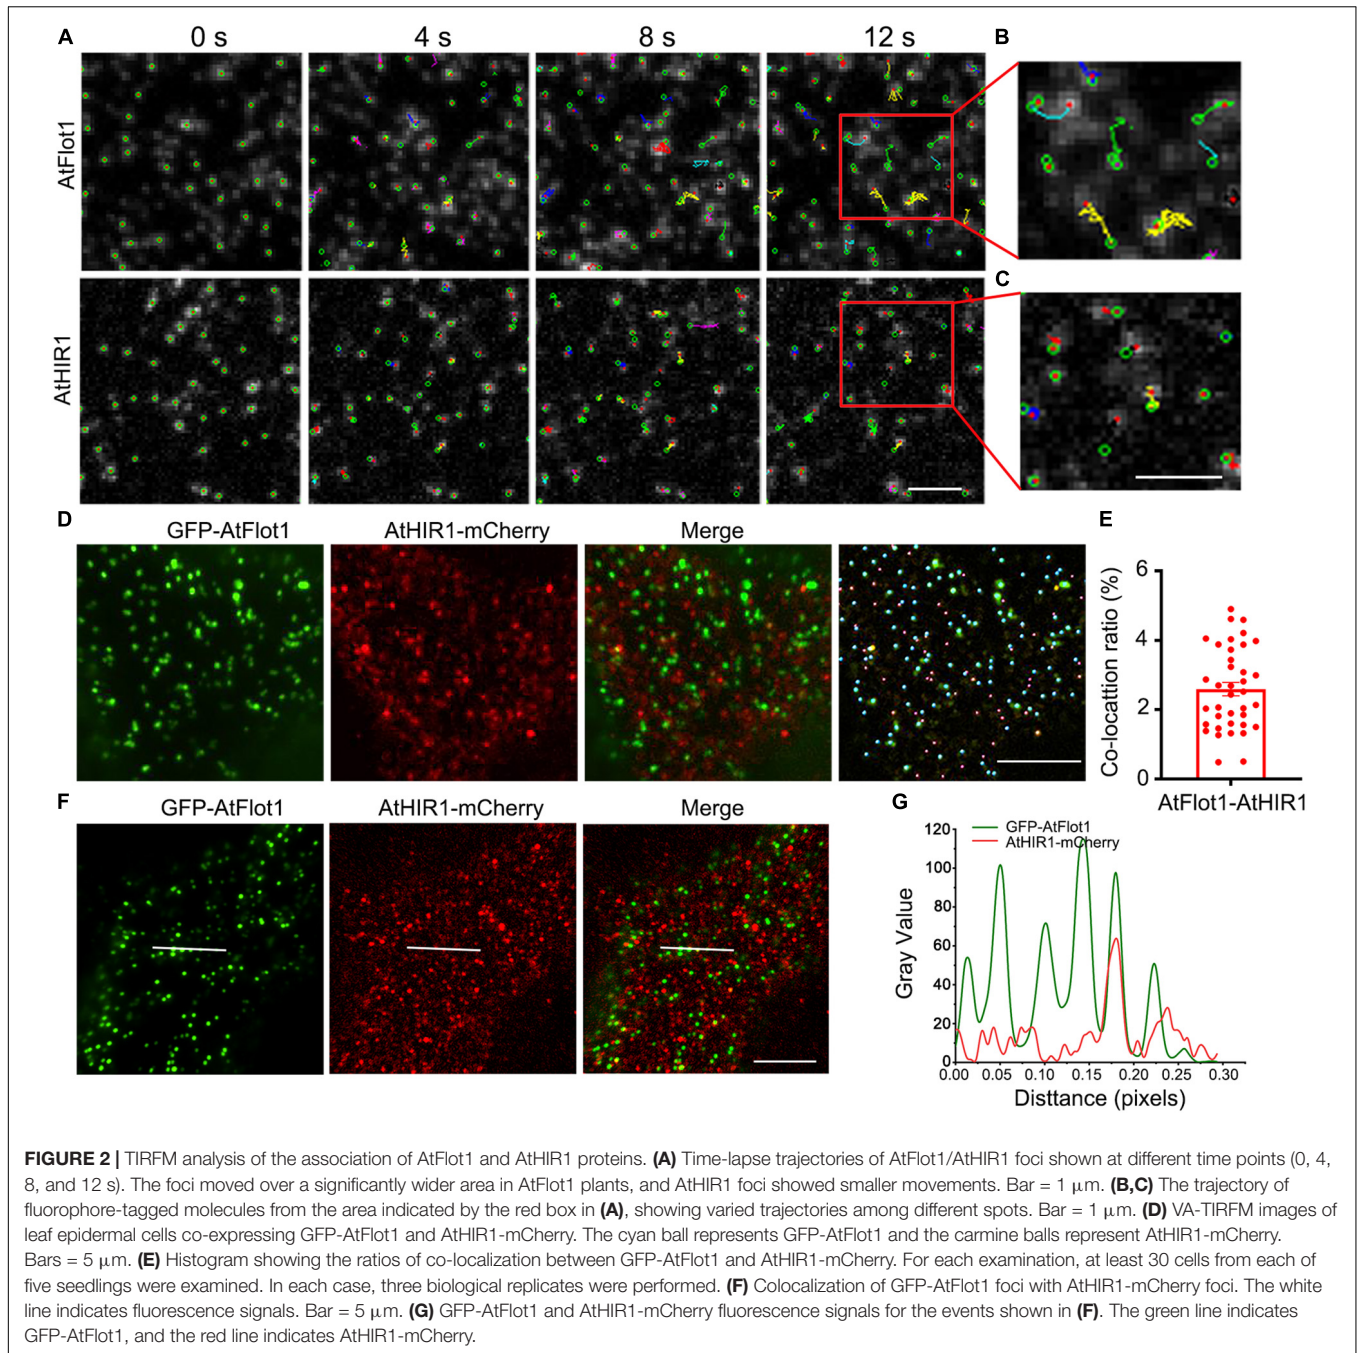 A
0 s
4 s
8 s
12 s
B
AtFlot1
C
AtHIR1
D
GFP-AtFlot1
AtHIR1-mCherry
Merge
E
Co-locattion ratio (%)
6
4
2
0
AtFlot1-AtHIR1
F
GFP-AtFlot1
AtHIR1-mCherry
Merge
G
GFP-AtFlot1
AtHIR1-mCherry
Gray Value
120
100
80
60
40
20
0
0.00 0.05 0.10 0.15 0.20 0.25 0.30
Disttance (pixels)
FIGURE 2 | TIRFM analysis of the association of AtFlot1 and AtHIR1 proteins. (A) Time-lapse trajectories of AtFlot1/AtHIR1 foci shown at different time points (0, 4,
8, and 12 s). The foci moved over a significantly wider area in AtFlot1 plants, and AtHIR1 foci showed smaller movements. Bar = 1 μm. (B,C) The trajectory of
fluorophore-tagged molecules from the area indicated by the red box in (A), showing varied trajectories among different spots. Bar = 1 μm. (D) VA-TIRFM images of
leaf epidermal cells co-expressing GFP-AtFlot1 and AtHIR1-mCherry. The cyan ball represents GFP-AtFlot1 and the carmine balls represent AtHIR1-mCherry.
Bars = 5 μm. (E) Histogram showing the ratios of co-localization between GFP-AtFlot1 and AtHIR1-mCherry. For each examination, at least 30 cells from each of
five seedlings were examined. In each case, three biological replicates were performed. (F) Colocalization of GFP-AtFlot1 foci with AtHIR1-mCherry foci. The white
line indicates fluorescence signals. Bar = 5 μm. (G) GFP-AtFlot1 and AtHIR1-mCherry fluorescence signals for the events shown in (F). The green line indicates
GFP-AtFlot1, and the red line indicates AtHIR1-mCherry.